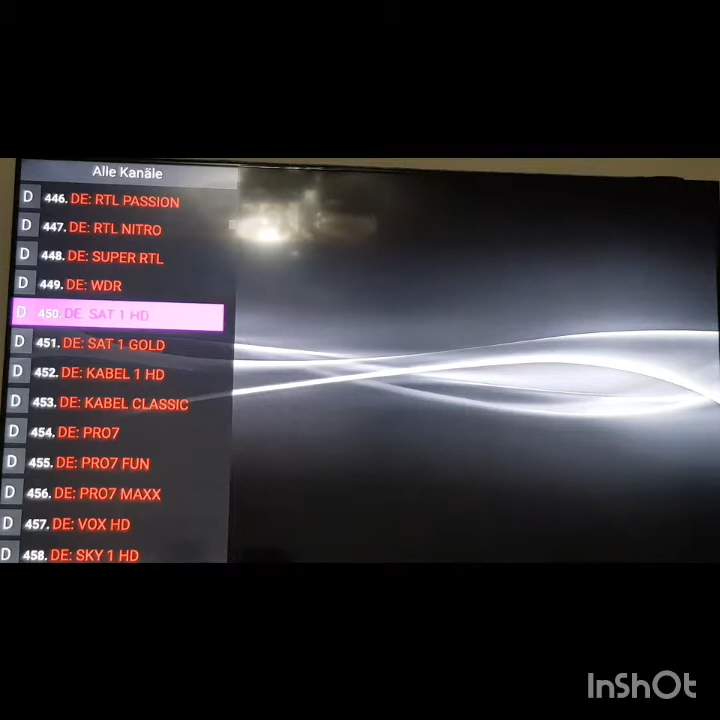 Alle Kanäle
D 446. DE: RTL PASSION
D 447. DE: RTL NITRO
D 448. DE: SUPER RTL
D 449. DE: WDR
D 450. DE: SAT 1 HD
D 451. DE: SAT 1 GOLD
D 452. DE: KABEL 1 HD
D 453. DE: KABEL CLASSIC
D 454. DE: PRO7
D 455. DE: PRO7 FUN
D 456. DE: PRO7 MAXX
D 457. DE: VOX HD
D 458. DE: SKY 1 HD
InShOt